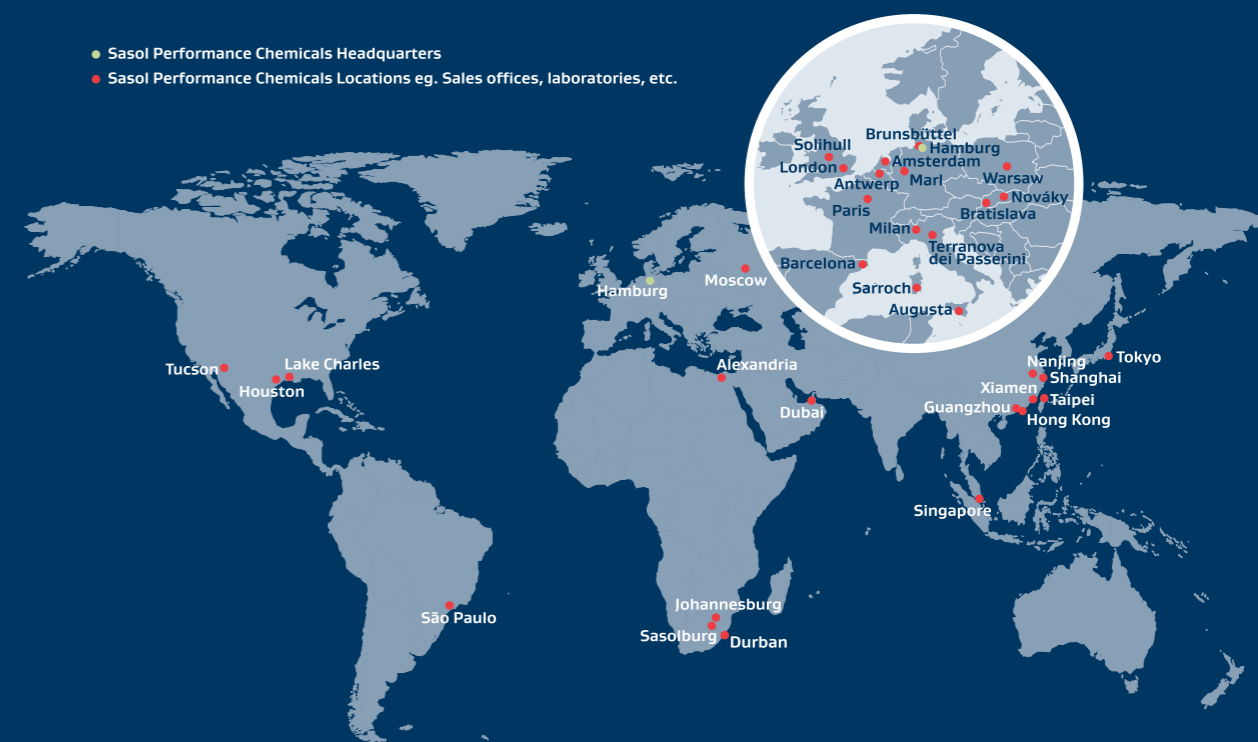 Sasol Performance Chemicals Headquarters
Sasol Performance Chemicals Locations eg. Sales offices, laboratories, etc.
Brunsbüttel
Solihull
Hamburg
London
Amsterdam
Antwerp
Marl
Warsaw
Paris
Nováky
Bratislava
Milan
Terranova
dei Passerini
Barcelona
Sarroch
Augusta
Hamburg
Moscow
Tucson
Lake Charles
Houston
Alexandria
Dubai
Nanjing
Tokyo
Shanghai
Xiamen
Taipei
Guangzhou
Hong Kong
Singapore
São Paulo
Johannesburg
Sasolburg
Durban